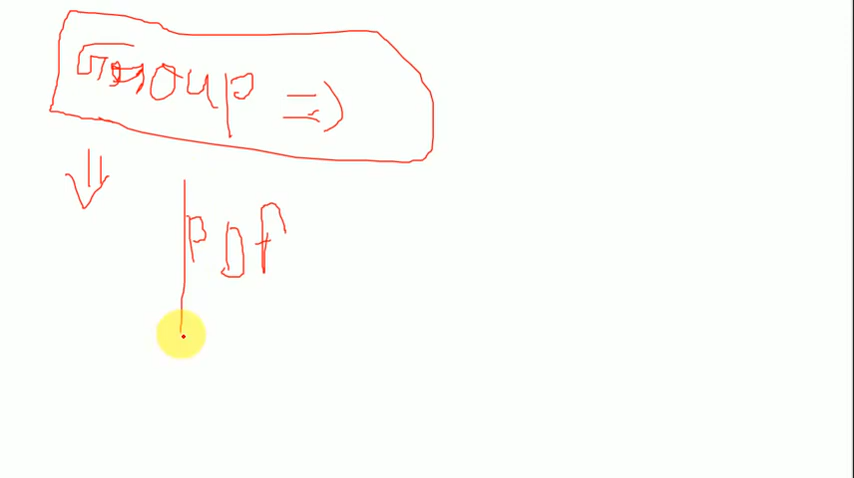 Group ⇒
⇓
PDf